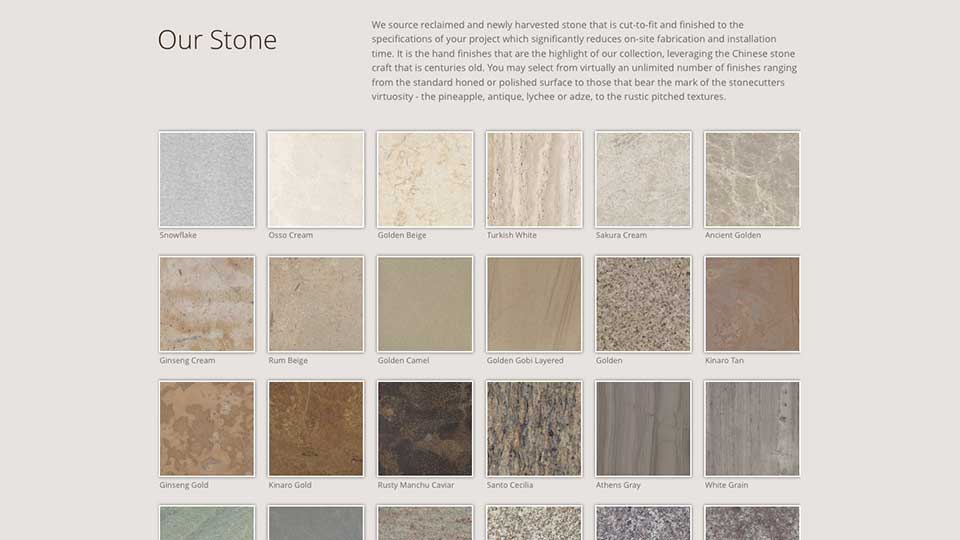 Our Stone
We source reclaimed and newly harvested stone that is cut-to-fit and finished to the
specifications of your project which significantly reduces on-site fabrication and installation
time. It is the hand finishes that are the highlight of our collection, leveraging the Chinese stone
craft that is centuries old. You may select from virtually an unlimited number of finishes ranging
from the standard honed or polished surface to those that bear the mark of the stonecutters
virtuosity - the pineapple, antique, lychee or adze, to the rustic pitched textures.
Snowflake
Osso Cream
Golden Beige
Turkish White
Sakura Cream
Ancient Golden
Ginseng Cream
Rum Beige
Golden Camel
Golden Gobi Layered
Golden
Kinaro Tan
Ginseng Gold
Kinaro Gold
Rusty Manchu Caviar
Santo Cecilia
Athens Gray
White Grain